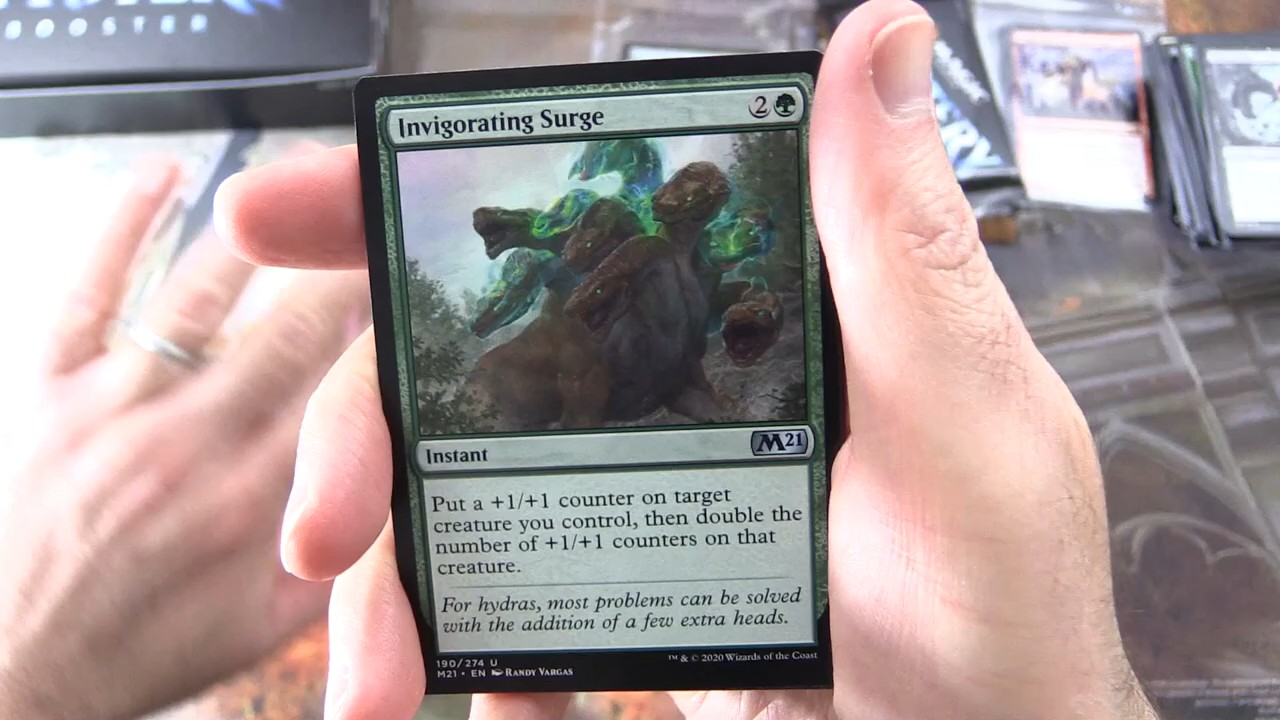 BOOSTER
Invigorating Surge
2
Instant
M21
Put a +1/+1 counter on target
creature you control, then double the
number of +1/+1 counters on that
creature.
For hydras, most problems can be solved
with the addition of a few extra heads.
190/274 U
M21 • EN RANDY VARGAS
™ & © 2020 Wizards of the Coast